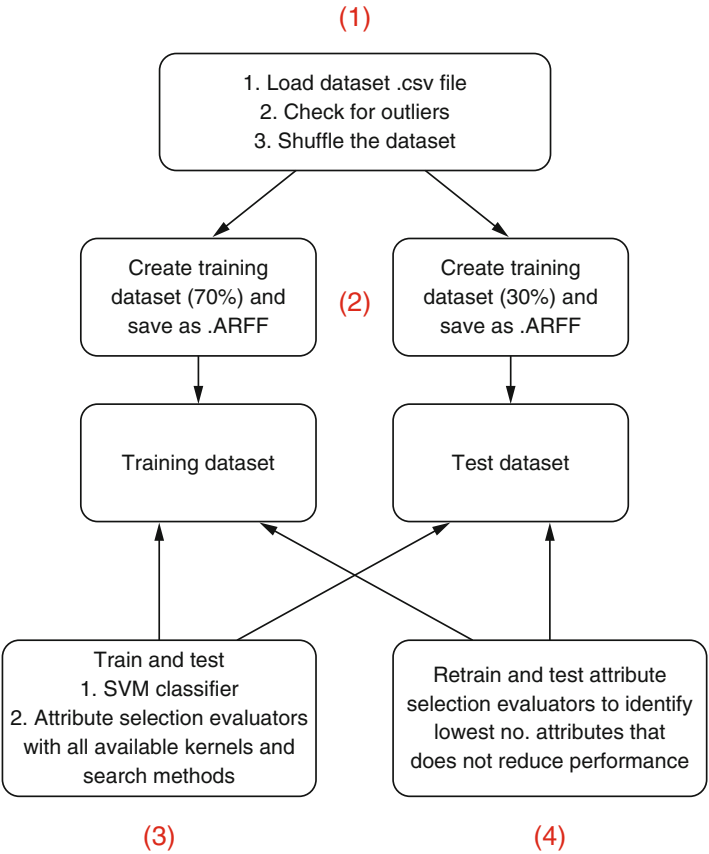 (1)
1. Load dataset .csv file
2. Check for outliers
3. Shuffle the dataset
Create training
dataset (70%) and
save as .ARFF
(2)
Create training
dataset (30%) and
save as .ARFF
Training dataset
Test dataset
Train and test
1. SVM classifier
2. Attribute selection evaluators
with all available kernels and
search methods
Retrain and test attribute
selection evaluators to identify
lowest no. attributes that
does not reduce performance
(3)
(4)